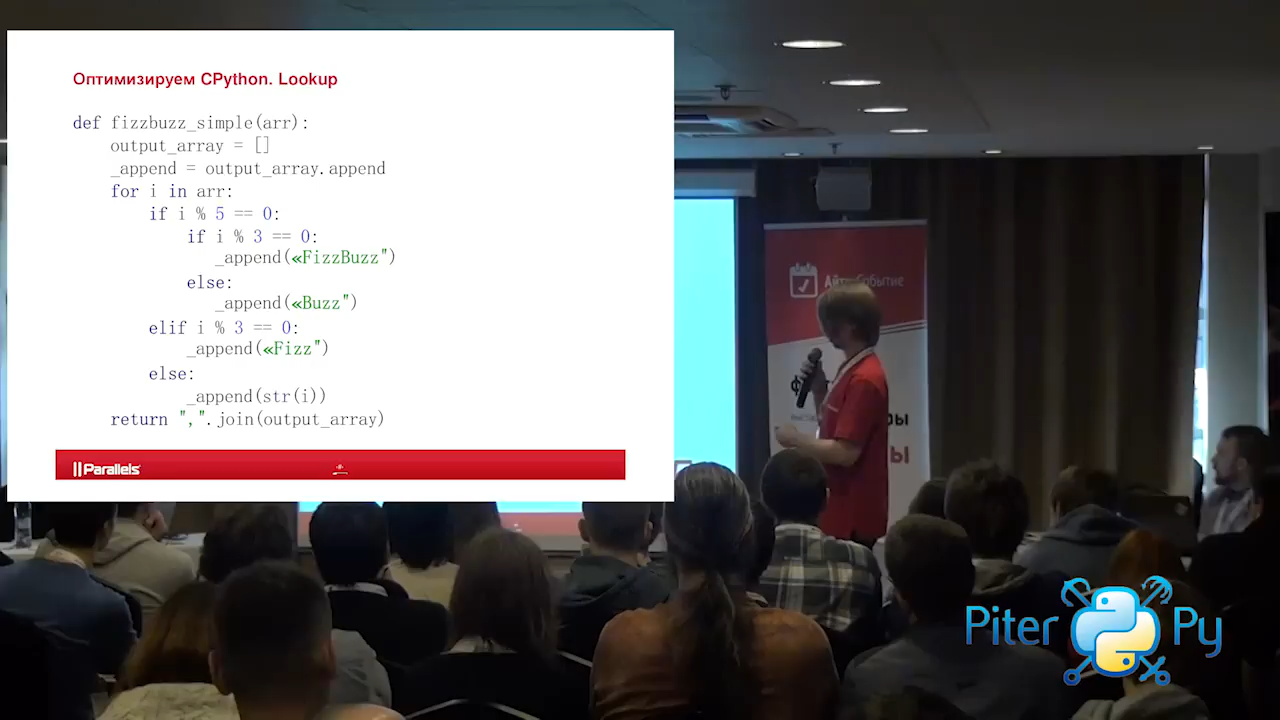 Оптимизируем CPython. Lookup
def fizzbuzz_simple(arr):
    output_array = []
    _append = output_array.append
    for i in arr:
        if i % 5 == 0:
            if i % 3 == 0:
               _append(«FizzBuzz")
            else:
               _append(«Buzz")
        elif i % 3 == 0:
            _append(«Fizz")
        else:
            _append(str(i))
    return ",".join(output_array)
Parallels
Piter Py